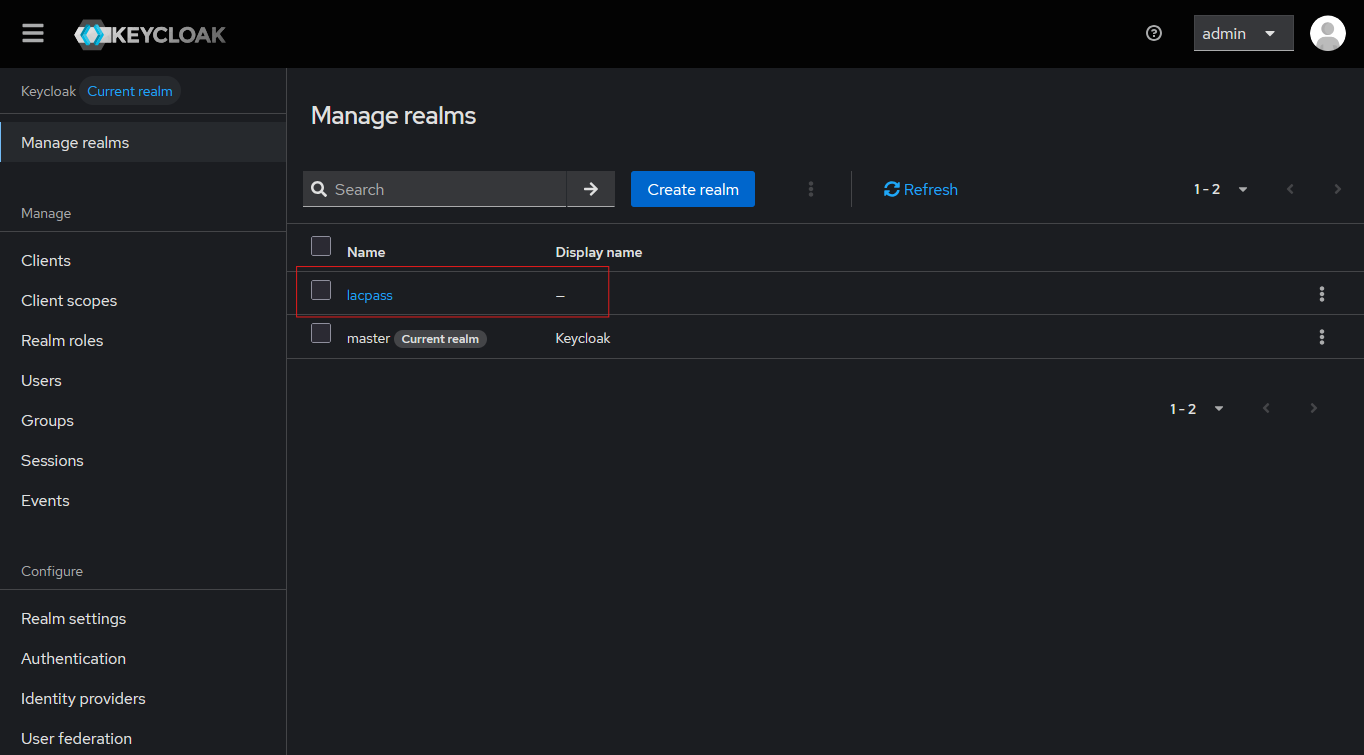 KEYCLOAK
admin
Keycloak Current realm
Manage realms
Manage
Clients
Client scopes
Realm roles
Users
Groups
Sessions
Events
Configure
Realm settings
Authentication
Identity providers
User federation
Manage realms
Search
Create realm
Refresh
1 - 2
Name Display name
lacpass –
master Current realm Keycloak
1 - 2